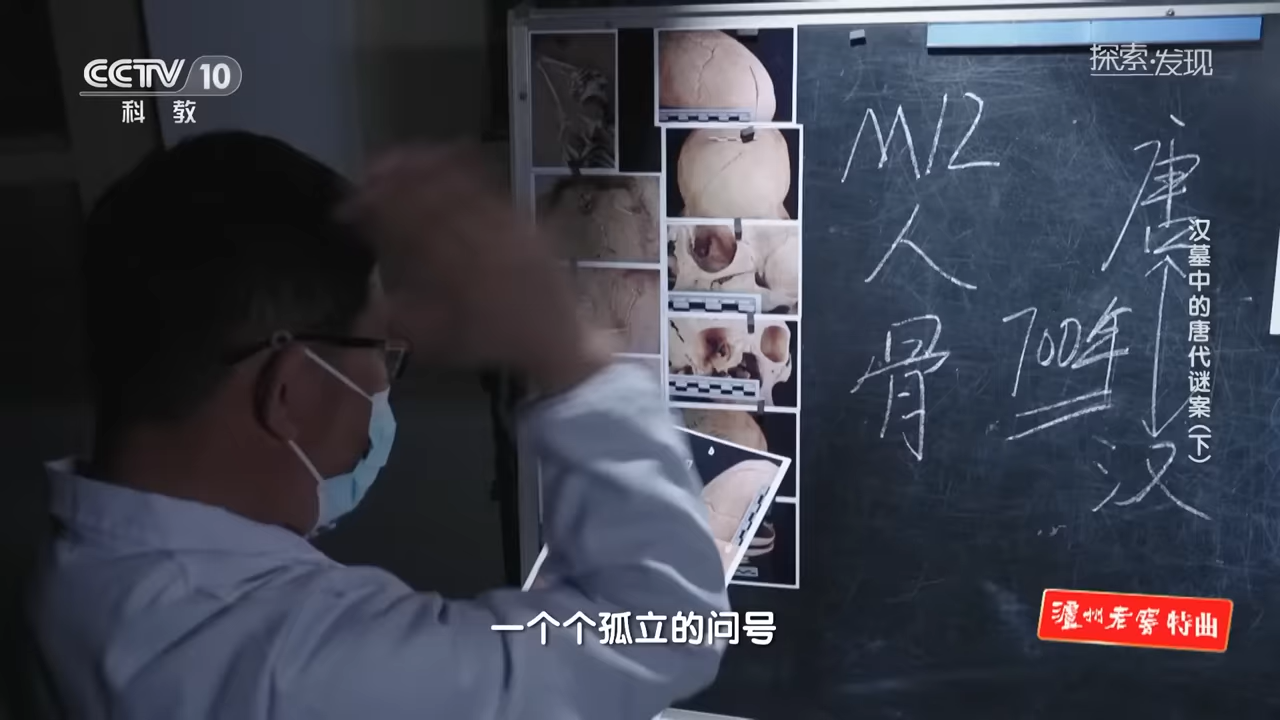 CCTV 10
科教
探索·发现
M12
人
骨
唐
700年
汉
汉墓中的唐代谜案(下)
一个个孤立的问号
泸州老窖特曲